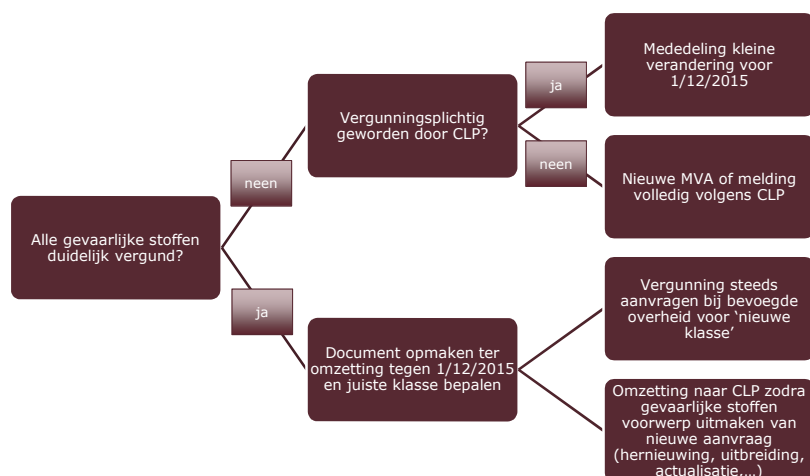 Alle gevaarlijke stoffen
duidelijk vergund?
neen
Vergunningsplichtig
geworden door CLP?
ja
Mededeling kleine
verandering voor
1/12/2015
neen
Nieuwe MVA of melding
volledig volgens CLP
ja
Document opmaken ter
omzetting tegen 1/12/2015
en juiste klasse bepalen
Vergunning steeds
aanvragen bij bevoegde
overheid voor ‘nieuwe
klasse’
Omzetting naar CLP zodra
gevaarlijke stoffen
voorwerp uitmaken van
nieuwe aanvraag
(hernieuwing, uitbreiding,
actualisatie,…)